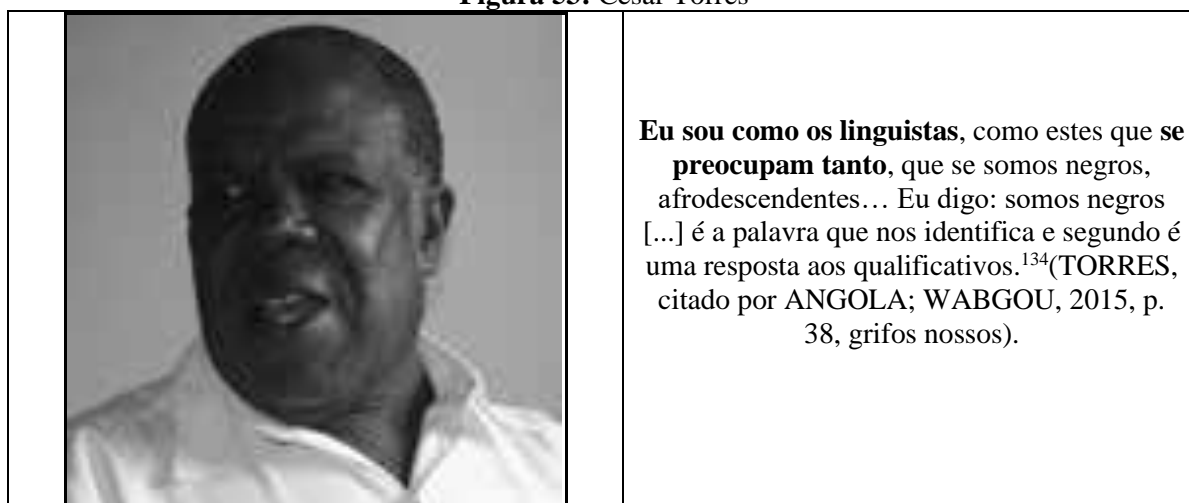 Figura 53: Cesar Torres
Eu sou como os linguistas, como estes que se
preocupam tanto, que se somos negros,
afrodescendentes… Eu digo: somos negros
[...] é a palavra que nos identifica e segundo é
uma resposta aos qualificativos.134(TORRES,
citado por ANGOLA; WABGOU, 2015, p.
38, grifos nossos).